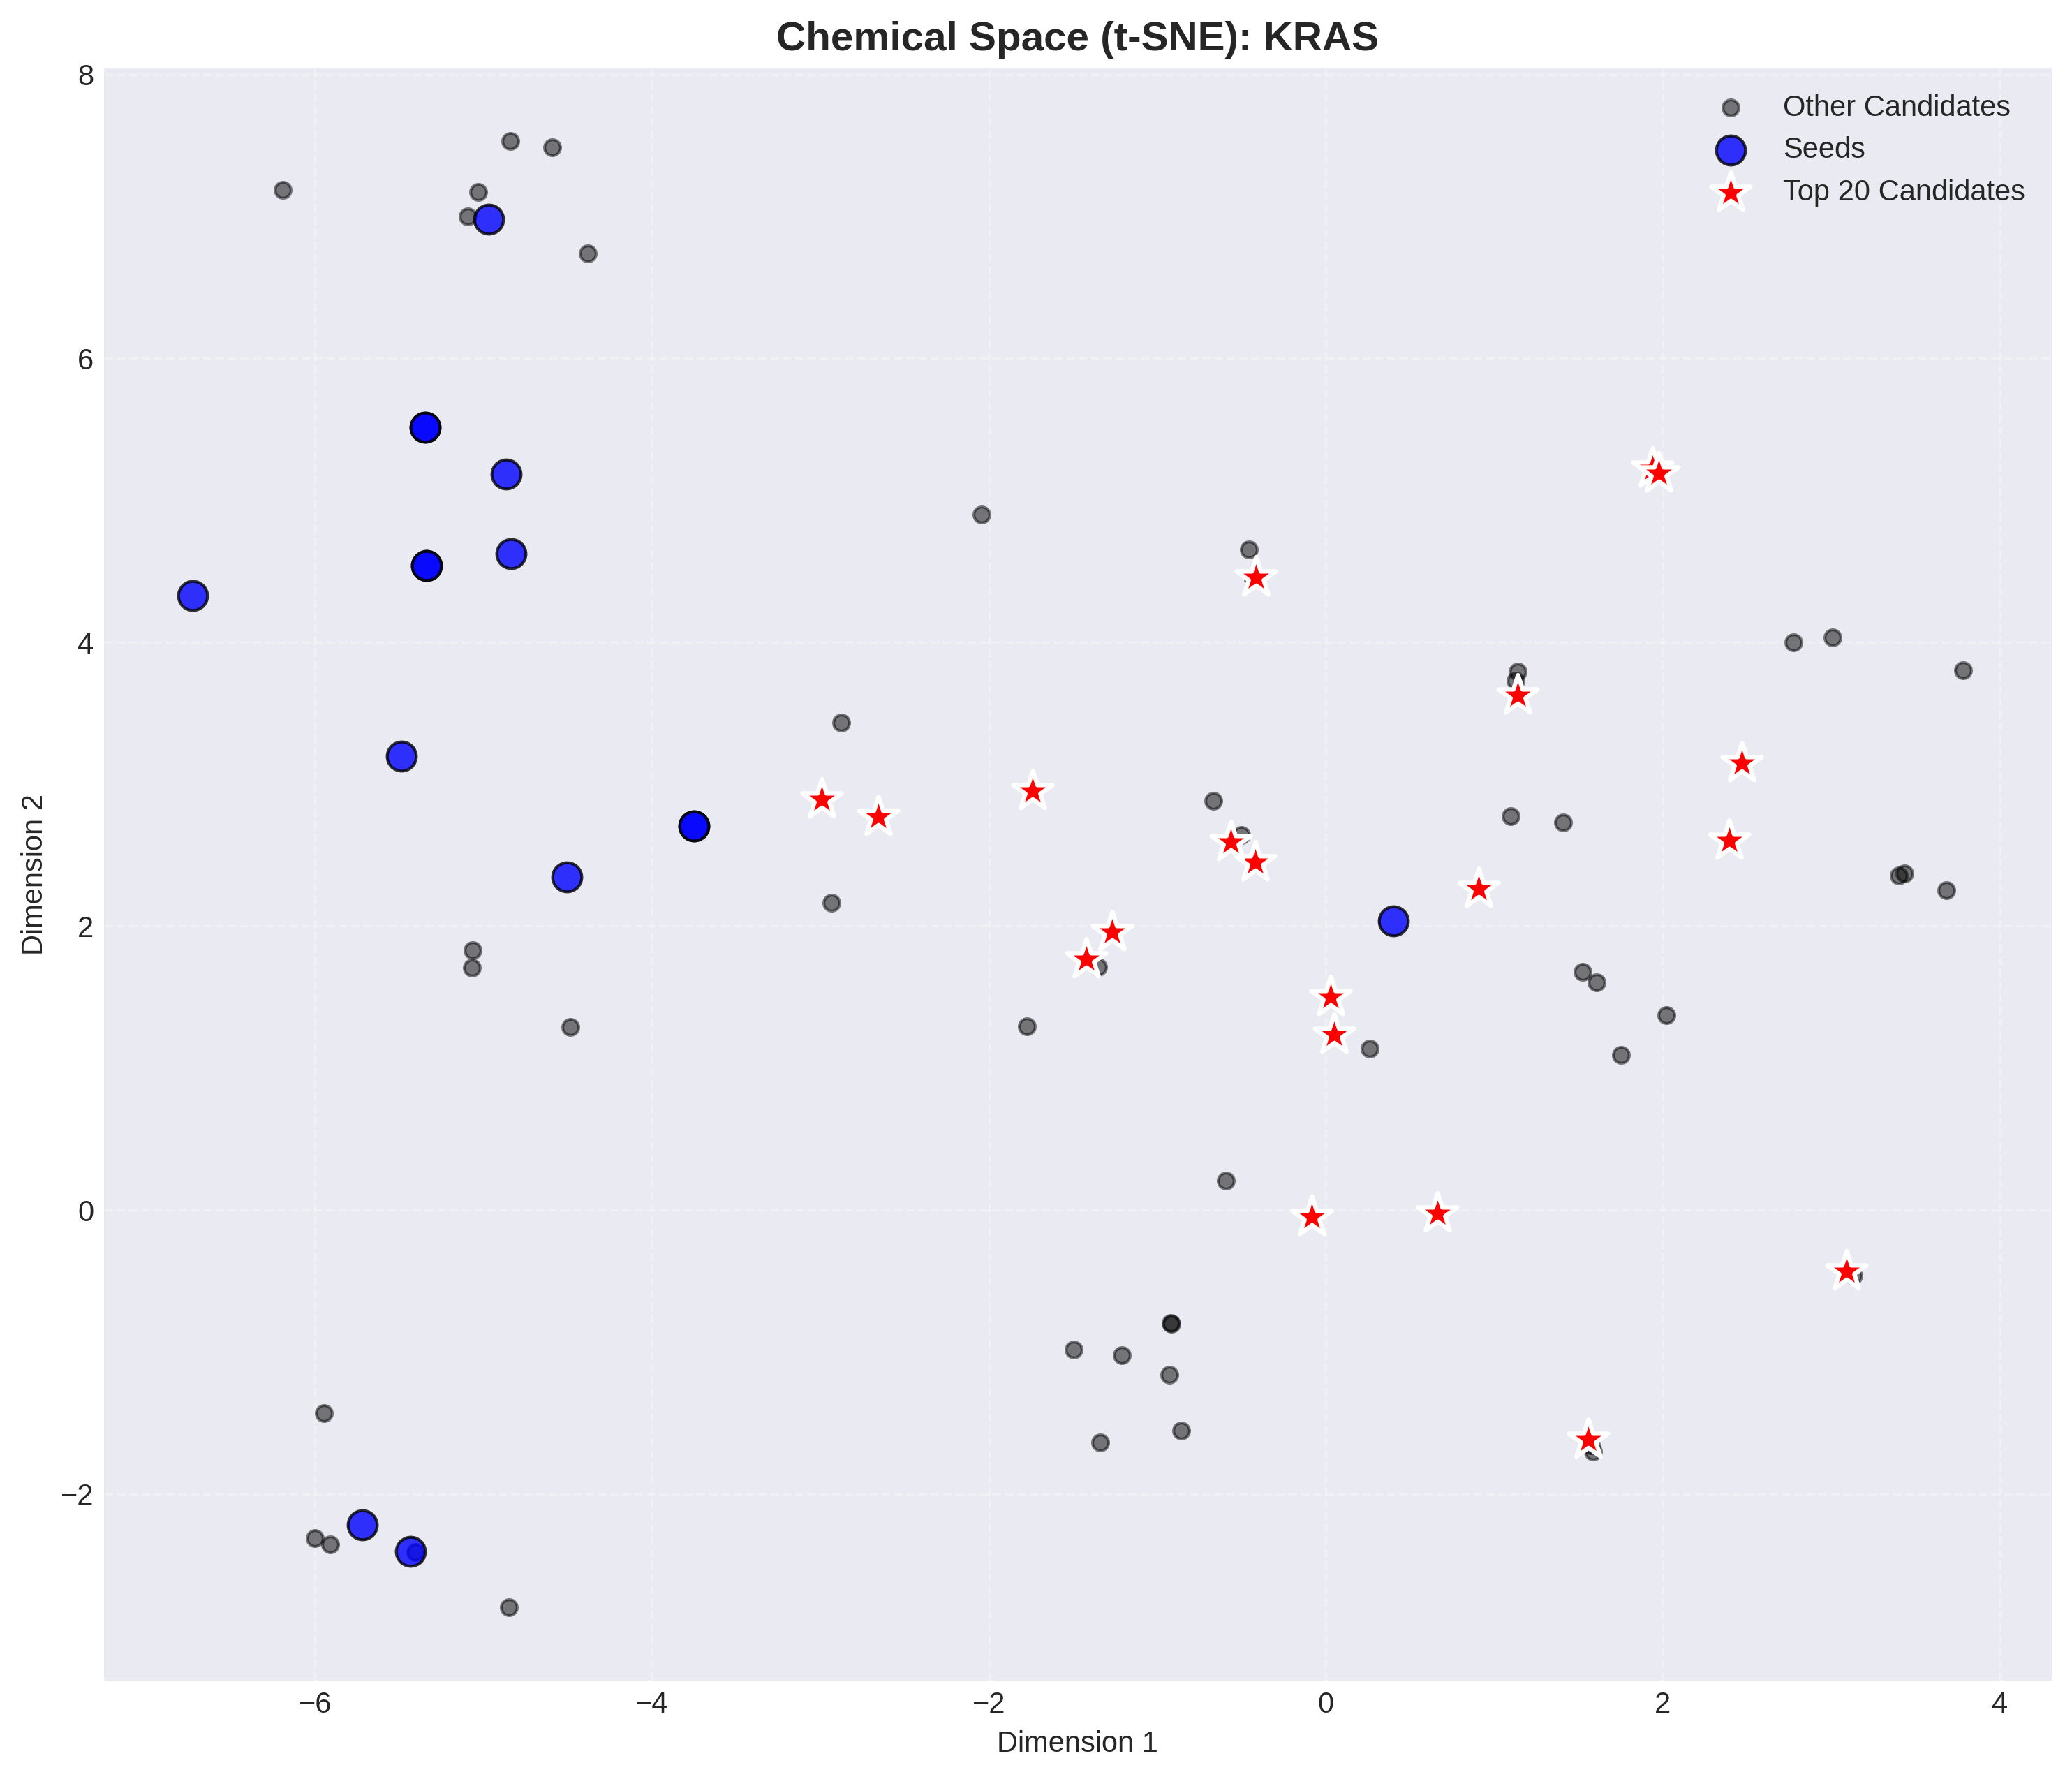 Chemical Space (t-SNE): KRAS
Other Candidates
Seeds
Top 20 Candidates
8
6
4
2
0
−2
Dimension 2
−6
−4
−2
0
2
4
Dimension 1